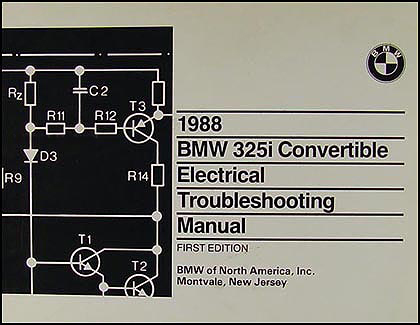 BMW
Rz
C2
R11
R12
T3
D3
R9
R14
T1
T2
1988
BMW 325i Convertible
Electrical
Troubleshooting
Manual
FIRST EDITION
BMW of North America, Inc.
Montvale, New Jersey